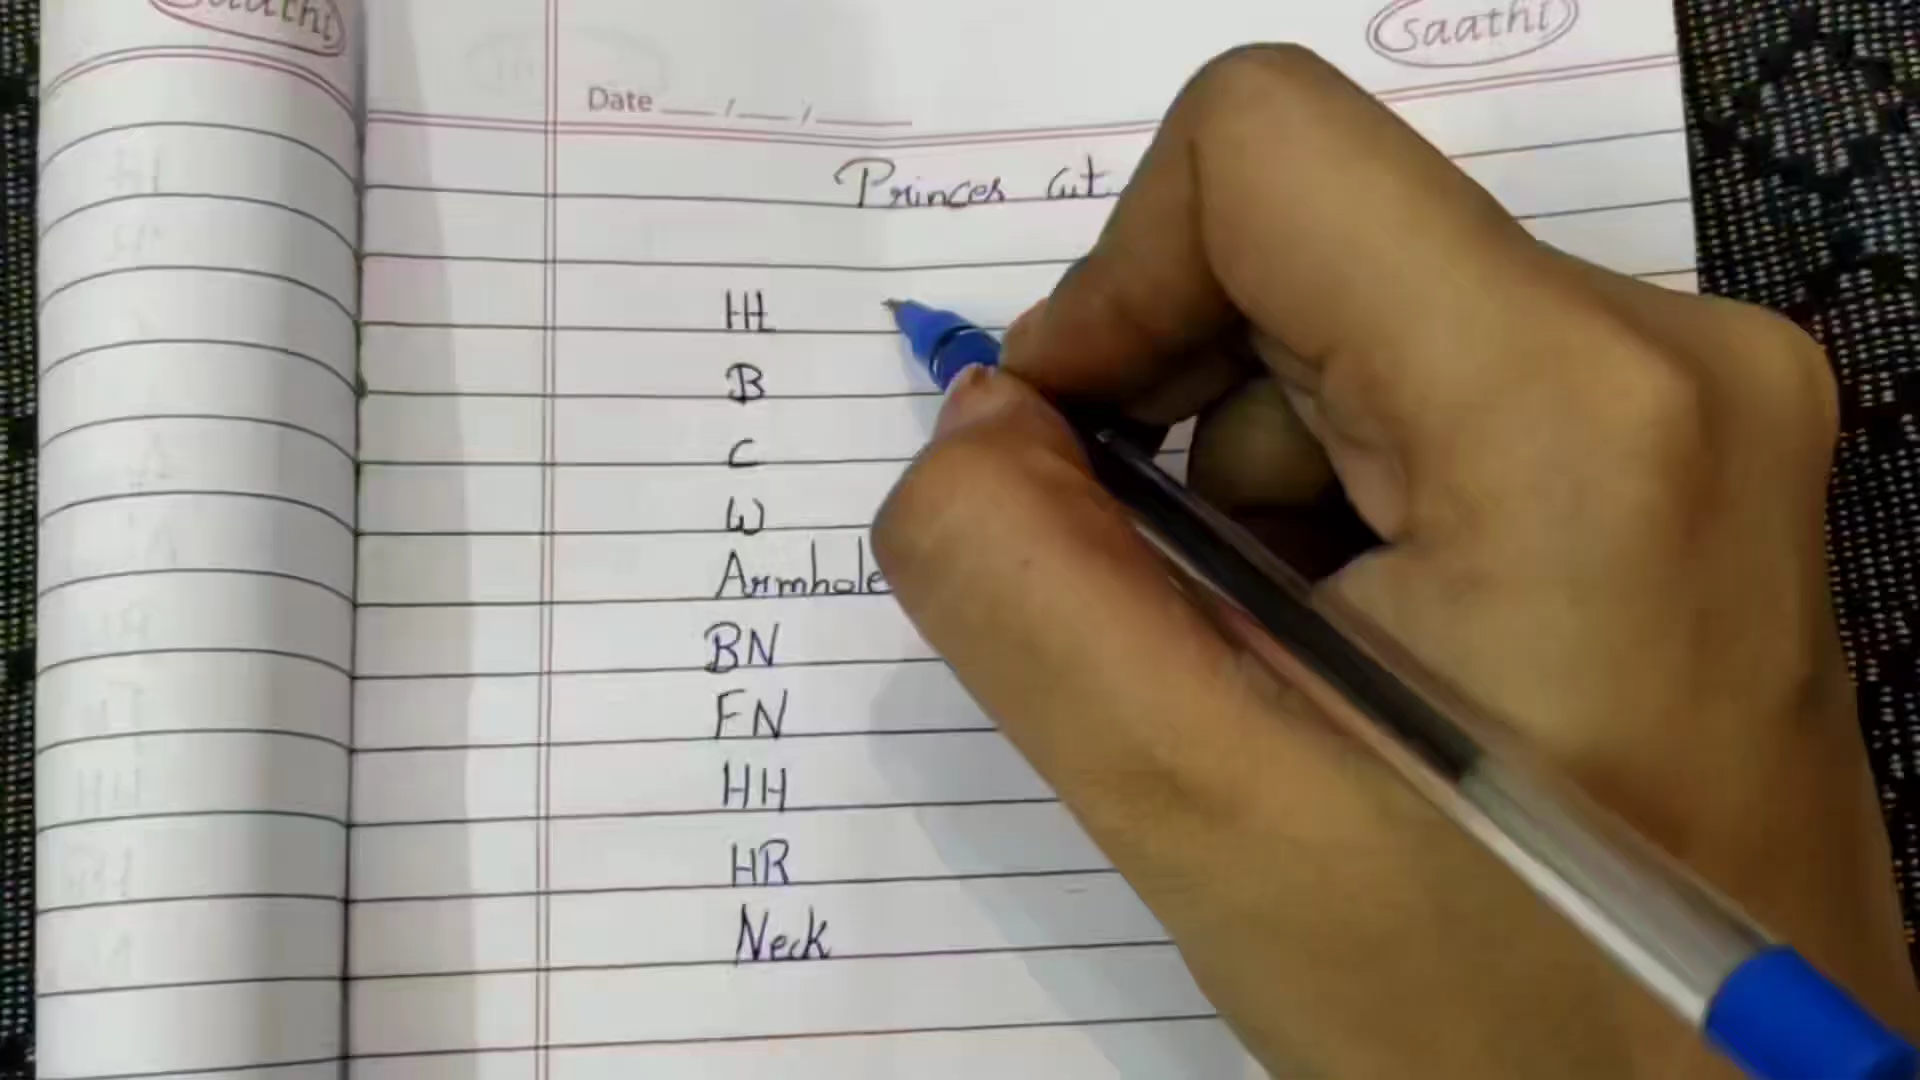 saathi
saathi
Date __/__/____
Princes Cut
HL
B
C
W
Armhole
BN
FN
HH
HR
Neck